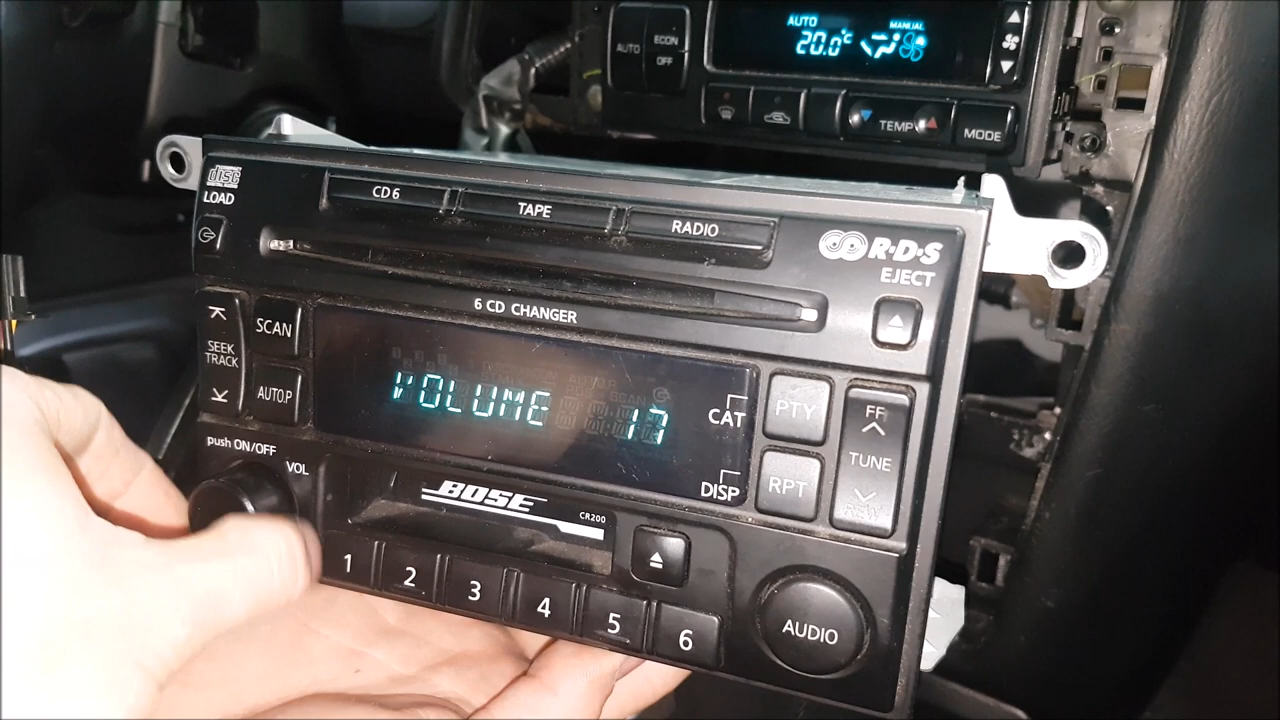 AUTO
ECON
OFF
AUTO
MANUAL
20.0°c
TEMP
MODE
disc
LOAD
CD 6
TAPE
RADIO
R·D·S
EJECT
6 CD CHANGER
SEEK
TRACK
SCAN
AUTO.P
VOLUME 17
CAT
PTY
FF
TUNE
REW
DISP
RPT
push ON/OFF
VOL
BOSE
CR200
1
2
3
4
5
6
AUDIO